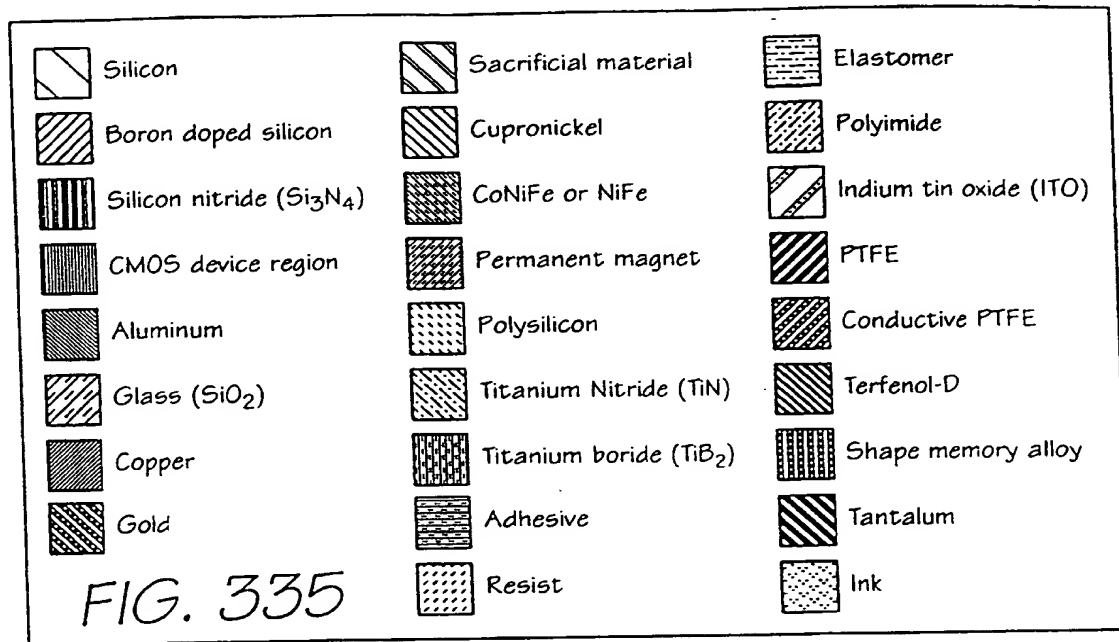 Silicon
Boron doped silicon
Silicon nitride (Si₃N₄)
CMOS device region
Aluminum
Glass (SiO₂)
Copper
Gold
FIG. 335
Sacrificial material
Cupronickel
CoNiFe or NiFe
Permanent magnet
Polysilicon
Titanium Nitride (TiN)
Titanium boride (TiB₂)
Adhesive
Resist
Elastomer
Polyimide
Indium tin oxide (ITO)
PTFE
Conductive PTFE
Terfenol-D
Shape memory alloy
Tantalum
Ink